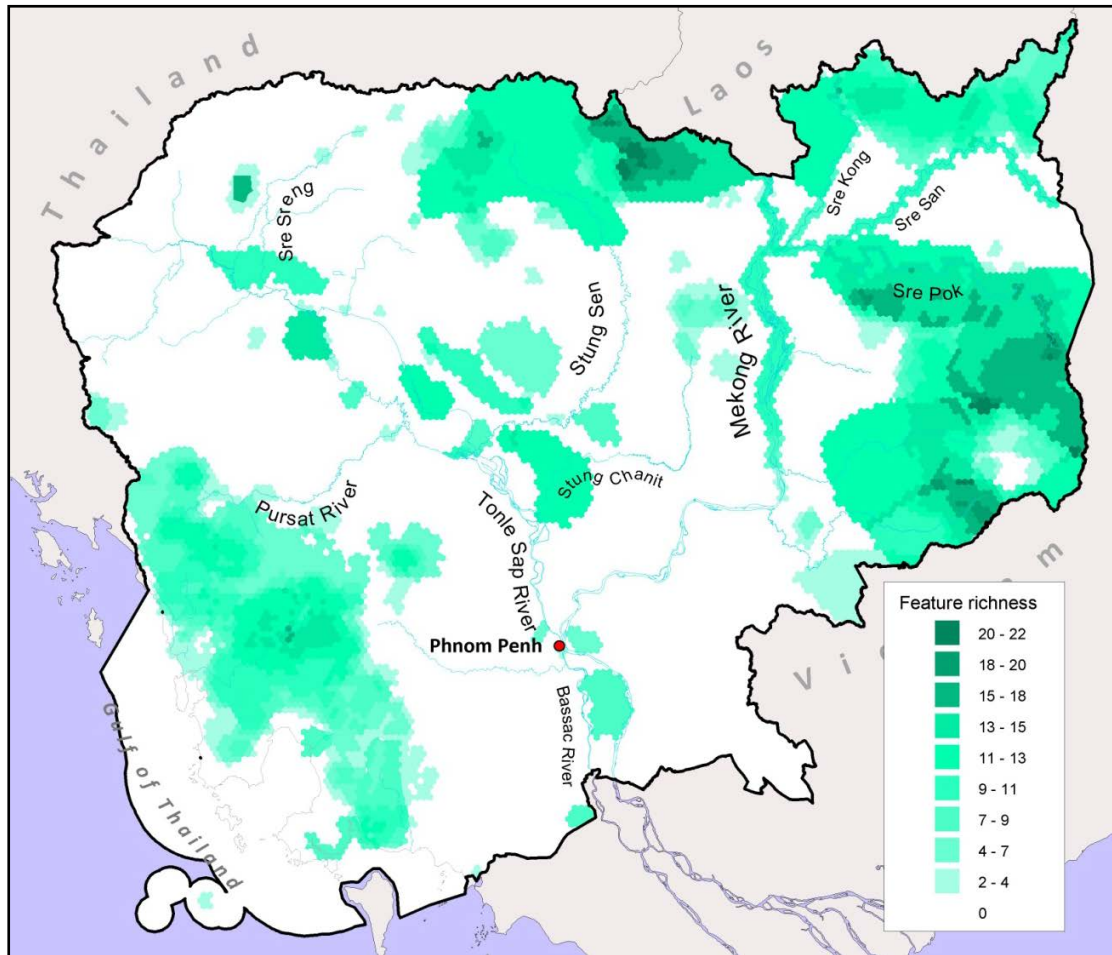 Thailand
Laos
Sre Kong
Sre San
Sre Sreng
Sre Pok
Stung Sen
Mekong River
Stung Chanit
Pursat River
Tonle Sap River
Phnom Penh
Bassac River
Gulf of Thailand
Vi m
Feature richness
20 - 22
18 - 20
15 - 18
13 - 15
11 - 13
9 - 11
7 - 9
4 - 7
2 - 4
0